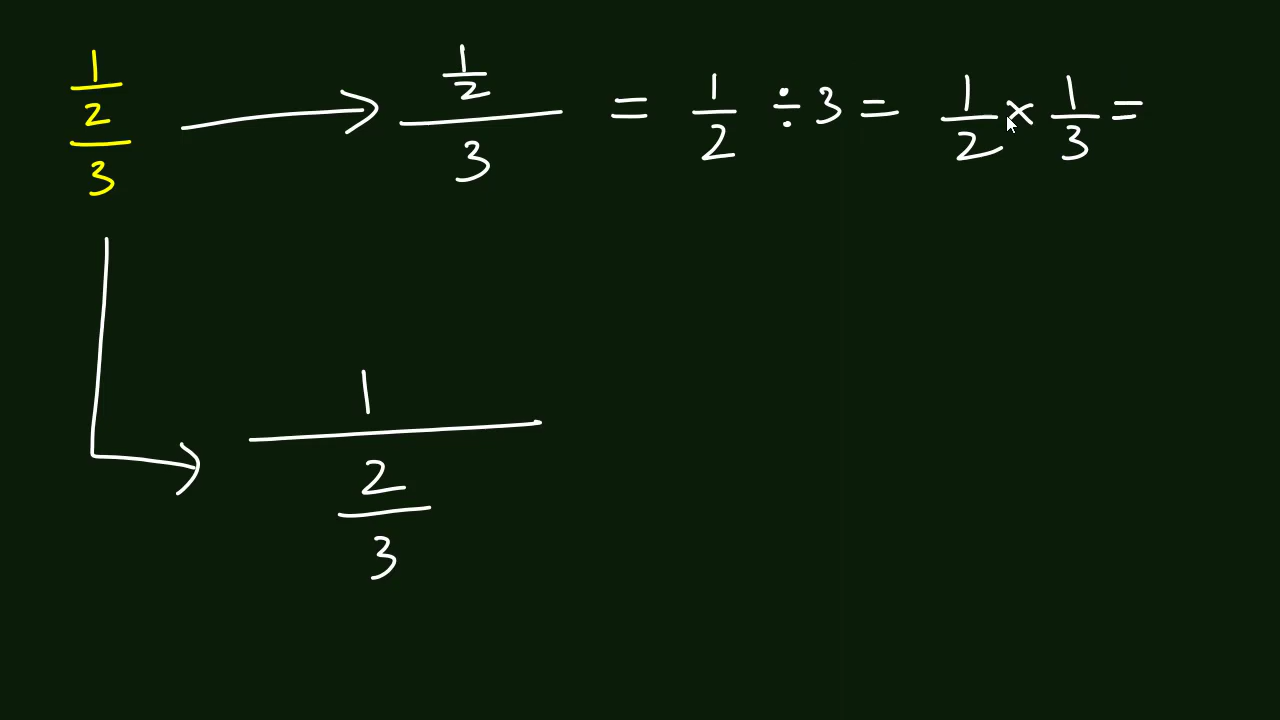 1/2/3 → (1/2)/3 = 1/2 ÷ 3 = 1/2 × 1/3 =
→ 1/(2/3)